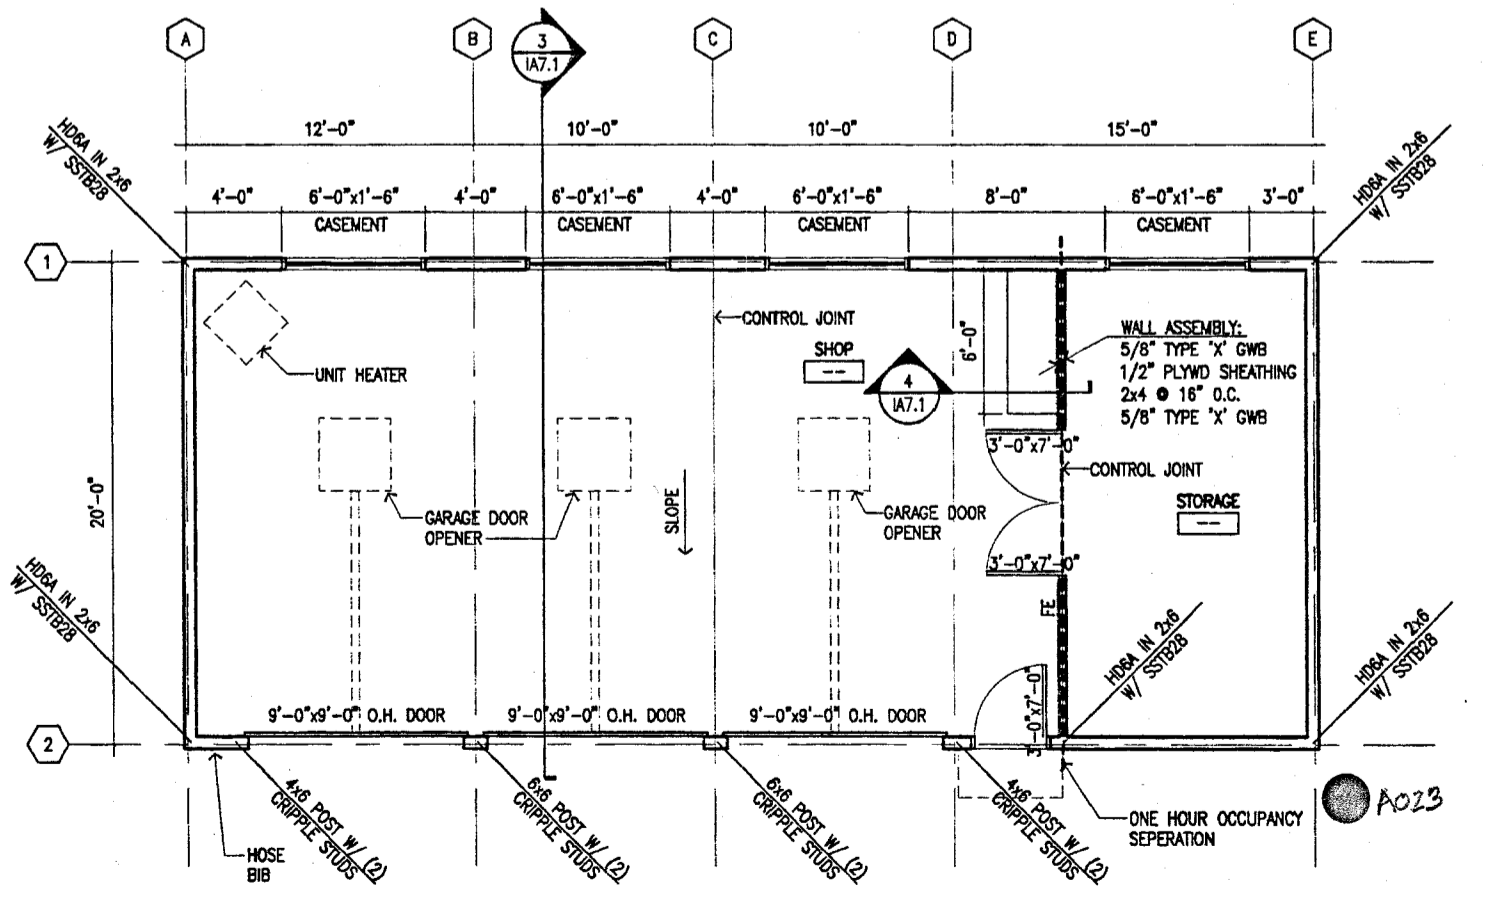 A
B
3
IA7.1
C
D
E
12'-0"
10'-0"
10'-0"
15'-0"
HD6A IN 2x6
W/ SSTB28
HD6A IN 2x6
W/ SSTB28
4'-0"
6'-0"x1'-6"
CASEMENT
4'-0"
6'-0"x1'-6"
CASEMENT
4'-0"
6'-0"x1'-6"
CASEMENT
8'-0"
6'-0"x1'-6"
CASEMENT
3'-0"
1
CONTROL JOINT
SHOP
--
UNIT HEATER
6'-0"
WALL ASSEMBLY:
5/8" TYPE 'X' GWB
1/2" PLYWD SHEATHING
2x4 @ 16" O.C.
5/8" TYPE 'X' GWB
4
IA7.1
3'-0"x7'-0"
CONTROL JOINT
STORAGE
--
20'-0"
GARAGE DOOR
OPENER
SLOPE
GARAGE DOOR
OPENER
3'-0"x7'-0"
FE
HD6A IN 2x6
W/ SSTB28
HD6A IN 2x6
W/ SSTB28
HD6A IN 2x6
W/ SSTB28
9'-0"x9'-0" O.H. DOOR
9'-0"x9'-0" O.H. DOOR
9'-0"x9'-0" O.H. DOOR
3'-0"x7'-0"
2
4x6 POST W/ (2)
CRIPPLE STUDS
6x6 POST W/ (2)
CRIPPLE STUDS
6x6 POST W/ (2)
CRIPPLE STUDS
4x6 POST W/ (2)
CRIPPLE STUDS
A023
ONE HOUR OCCUPANCY
SEPERATION
HOSE
BIB